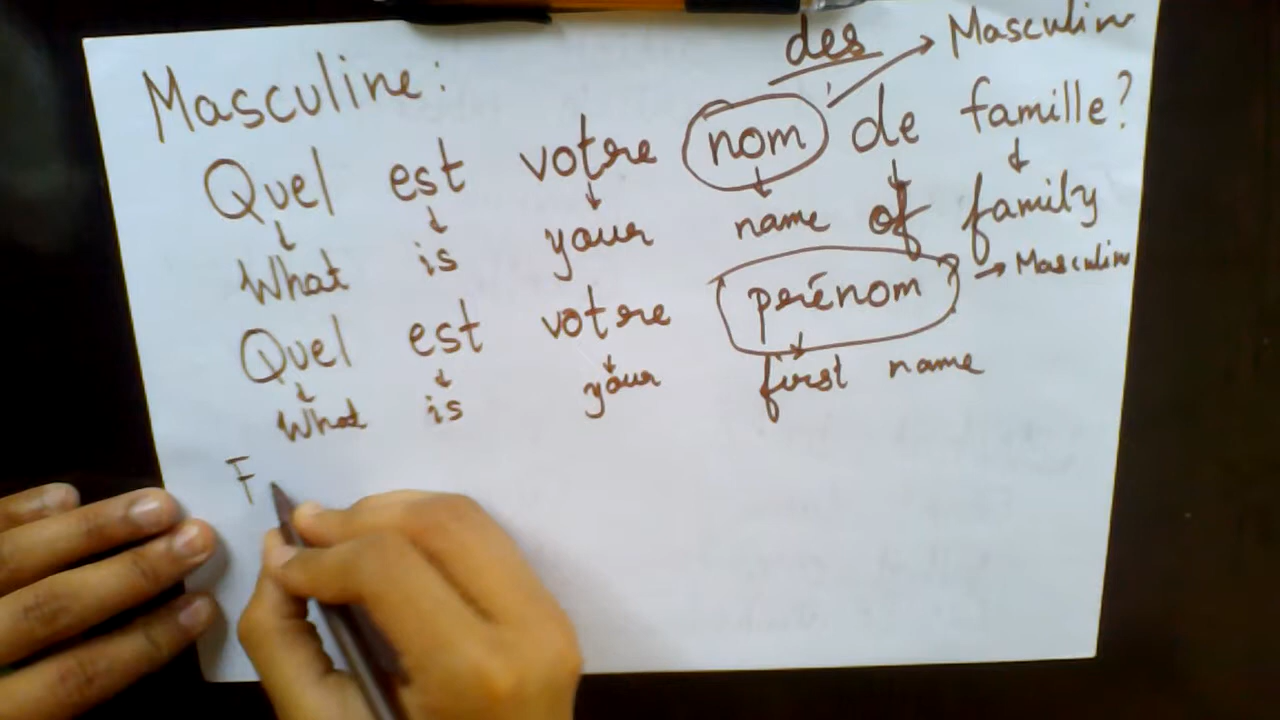 des → Masculin
Masculine:
Quel est votre nom de famille?
What is your name of family
Quel est votre prénom → Masculin
What is your first name
F